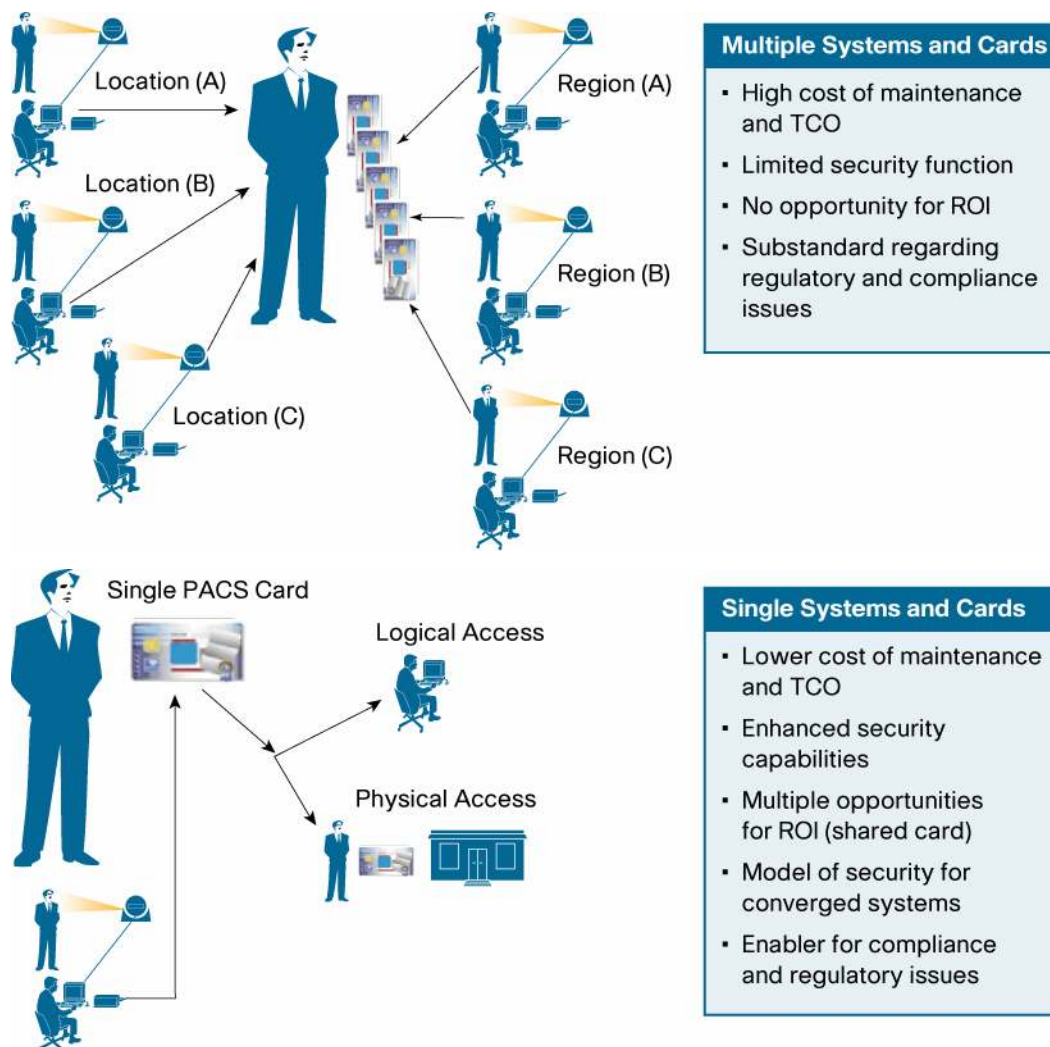 Location (A)
Region (A)
Location (B)
Region (B)
Location (C)
Region (C)
Multiple Systems and Cards
▪ High cost of maintenance
and TCO
▪ Limited security function
▪ No opportunity for ROI
▪ Substandard regarding
regulatory and compliance
issues
Single PACS Card
Logical Access
Physical Access
Single Systems and Cards
▪ Lower cost of maintenance
and TCO
▪ Enhanced security
capabilities
▪ Multiple opportunities
for ROI (shared card)
▪ Model of security for
converged systems
▪ Enabler for compliance
and regulatory issues